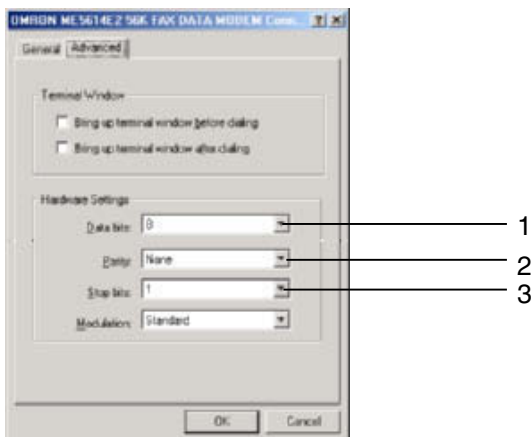 OMRON ME5614E2 56K FAX DATA MODEM Conn... ? X
General Advanced
Terminal Window
Bring up terminal window before dialing
Bring up terminal window after dialing
Hardware Settings
Data bits: 8 1
Parity: None 2
Stop bits: 1 3
Modulation: Standard
OK Cancel